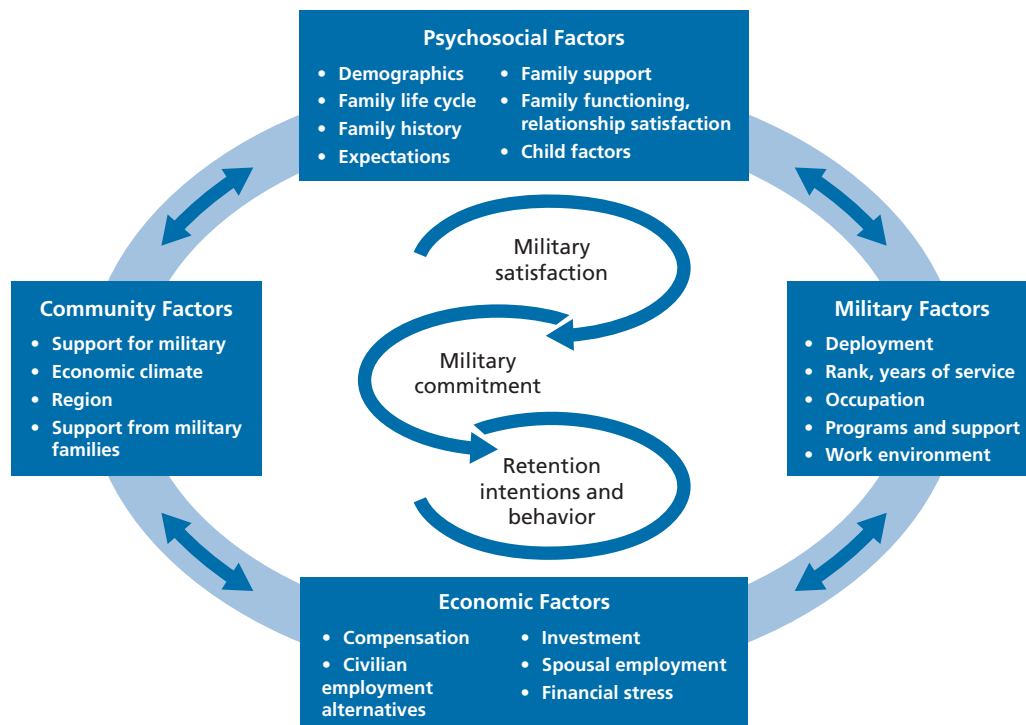 Psychosocial Factors
• Demographics
• Family life cycle
• Family history
• Expectations
• Family support
• Family functioning,
relationship satisfaction
• Child factors
Military
satisfaction
Community Factors
• Support for military
• Economic climate
• Region
• Support from military
families
Military
commitment
Military Factors
• Deployment
• Rank, years of service
• Occupation
• Programs and support
• Work environment
Retention
intentions and
behavior
Economic Factors
• Compensation
• Civilian
employment
alternatives
• Investment
• Spousal employment
• Financial stress